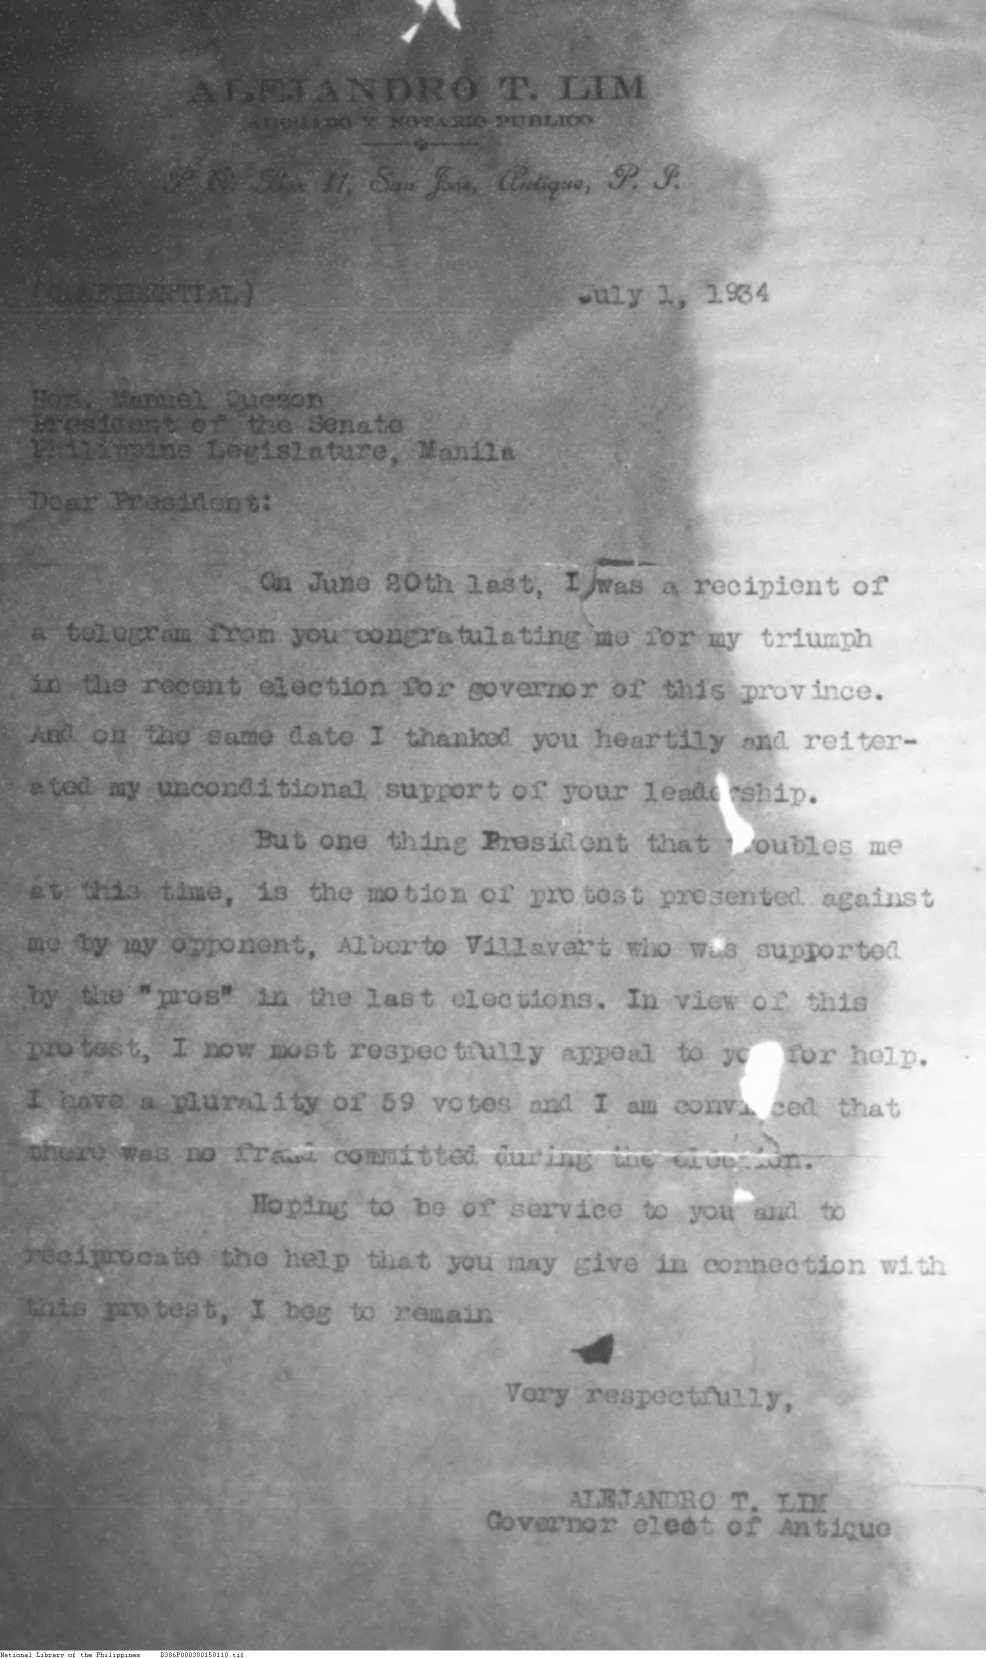 ALEJANDRO T. LIM
ABOGADO Y NOTARIO PUBLICO
P. O. Box 11, San Jose, Antique, P. I.
(CONFIDENTIAL)
July 1, 1934
Hon. Manuel Quezon
President of the Senate
Philippine Legislature, Manila
Dear President:
On June 20th last, I was a recipient of
a telegram from you congratulating me for my triumph
in the recent election for governor of this province.
And on the same date I thanked you heartily and reiter-
ated my unconditional support of your leadership.
But one thing President that troubles me
at this time, is the motion of protest presented against
me by my opponent, Alberto Villavert who was supported
by the "pros" in the last elections. In view of this
protest, I now most respectfully appeal to you for help.
I have a plurality of 59 votes and I am convinced that
there was no fraud committed during the election.
Hoping to be of service to you and to
reciprocate the help that you may give in connection with
this protest, I beg to remain
Very respectfully,
ALEJANDRO T. LIM
Governor elect of Antique
National Library of the Philippines D386P000300150110.tif